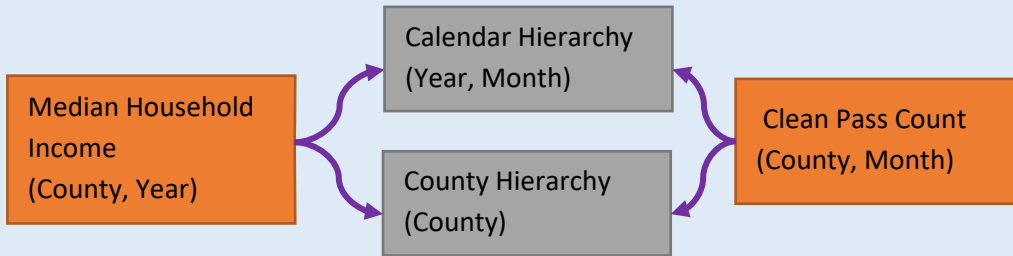 Median Household
Income
(County, Year)
Calendar Hierarchy
(Year, Month)
County Hierarchy
(County)
Clean Pass Count
(County, Month)